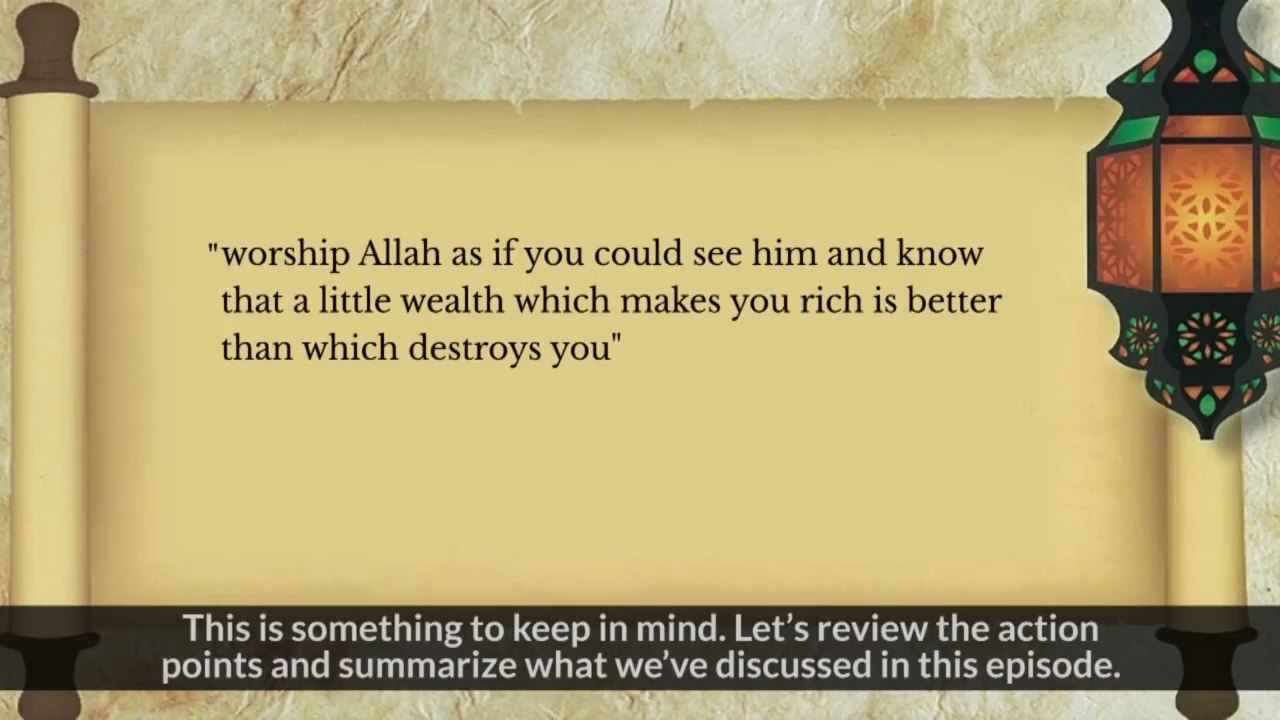 "worship Allah as if you could see him and know
that a little wealth which makes you rich is better
than which destroys you"
This is something to keep in mind. Let’s review the action
points and summarize what we’ve discussed in this episode.